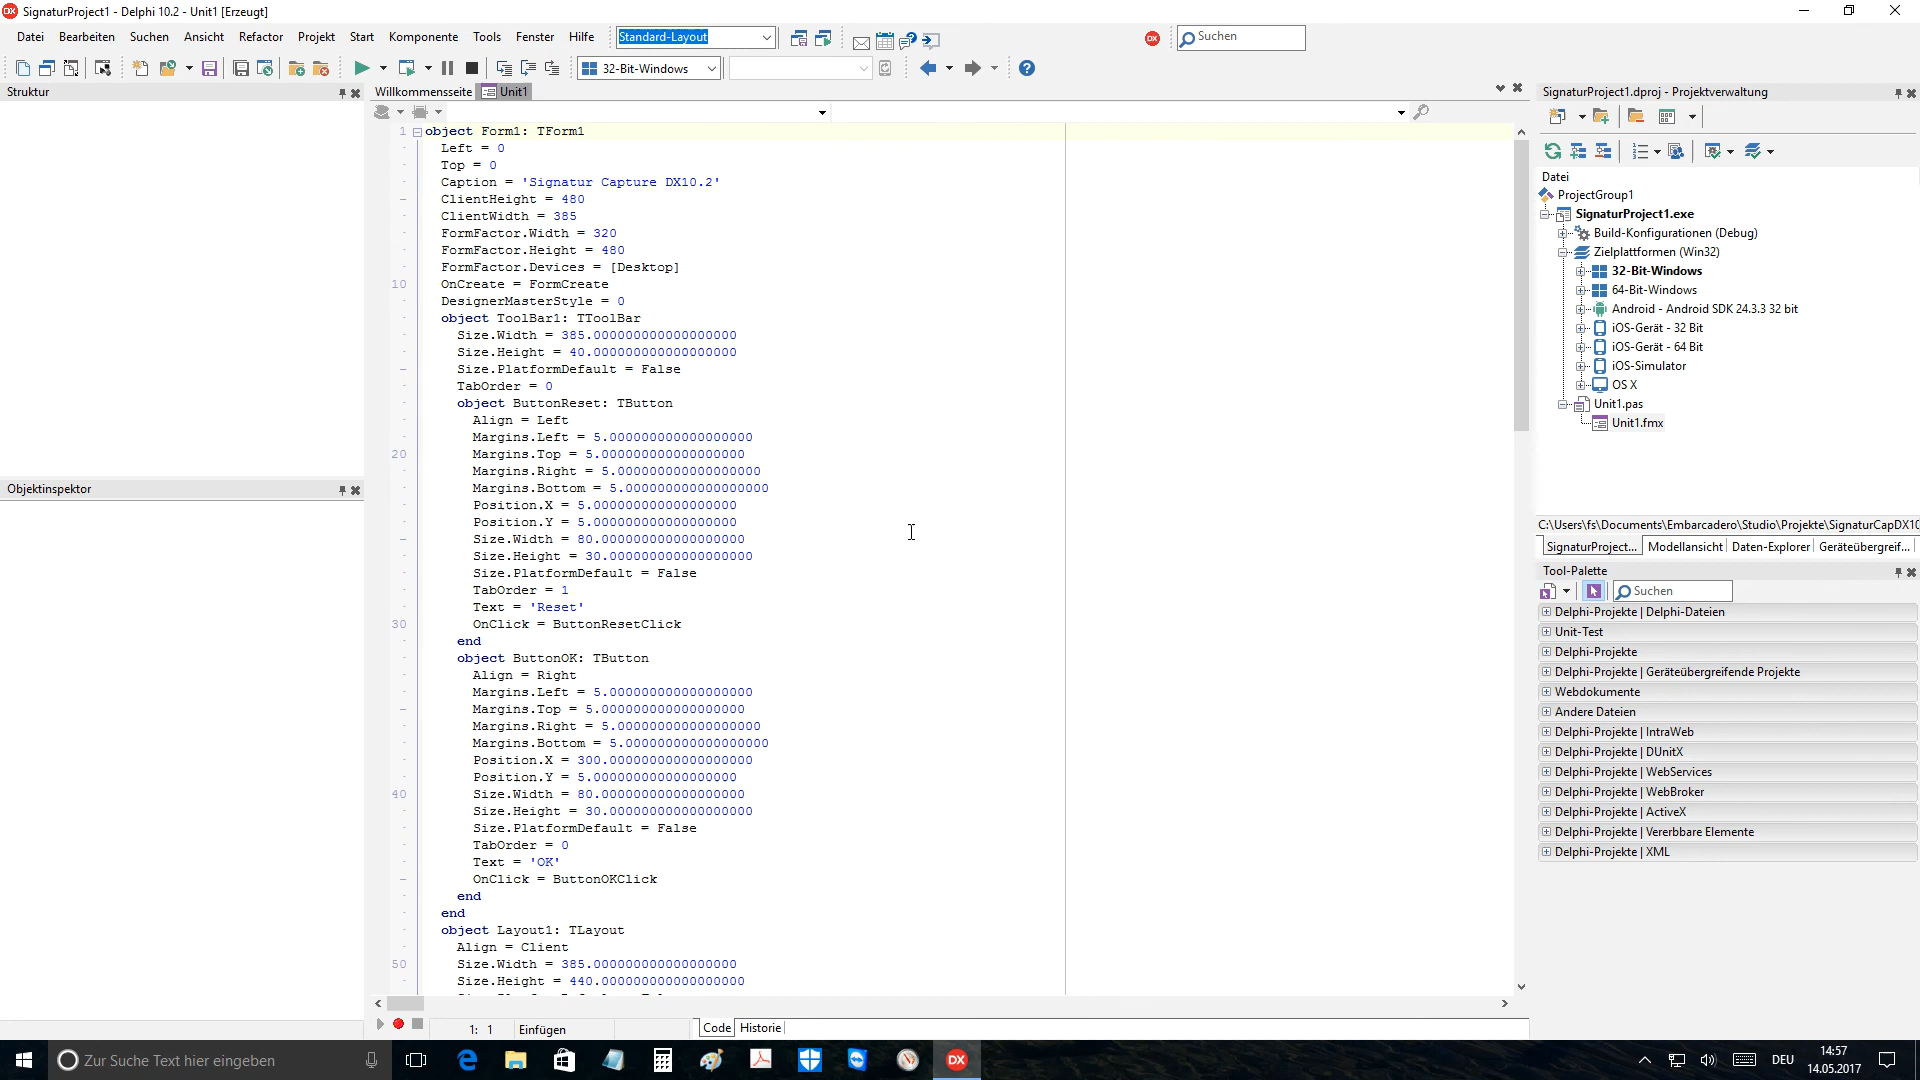 SignaturProject1 - Delphi 10.2 - Unit1 [Erzeugt]
Datei Bearbeiten Suchen Ansicht Refactor Projekt Start Komponente Tools Fenster Hilfe Standard-Layout DX Suchen
32-Bit-Windows
Struktur
Willkommensseite Unit1
1 object Form1: TForm1
Left = 0
Top = 0
Caption = 'Signatur Capture DX10.2'
ClientHeight = 480
ClientWidth = 385
FormFactor.Width = 320
FormFactor.Height = 480
FormFactor.Devices = [Desktop]
10 OnCreate = FormCreate
DesignerMasterStyle = 0
object ToolBar1: TToolBar
Size.Width = 385.000000000000000000
Size.Height = 40.000000000000000000
Size.PlatformDefault = False
TabOrder = 0
object ButtonReset: TButton
Align = Left
Margins.Left = 5.000000000000000000
20 Margins.Top = 5.000000000000000000
Margins.Right = 5.000000000000000000
Margins.Bottom = 5.000000000000000000
Position.X = 5.000000000000000000
Position.Y = 5.000000000000000000
Size.Width = 80.000000000000000000
Size.Height = 30.000000000000000000
Size.PlatformDefault = False
TabOrder = 1
Text = 'Reset'
30 OnClick = ButtonResetClick
end
object ButtonOK: TButton
Align = Right
Margins.Left = 5.000000000000000000
Margins.Top = 5.000000000000000000
Margins.Right = 5.000000000000000000
Margins.Bottom = 5.000000000000000000
Position.X = 300.000000000000000000
Position.Y = 5.000000000000000000
40 Size.Width = 80.000000000000000000
Size.Height = 30.000000000000000000
Size.PlatformDefault = False
TabOrder = 0
Text = 'OK'
OnClick = ButtonOKClick
end
end
object Layout1: TLayout
Align = Client
50 Size.Width = 385.000000000000000000
Size.Height = 440.000000000000000000
1: 1 Einfügen Code Historie
Objektinspektor
SignaturProject1.dproj - Projektverwaltung
Datei
ProjectGroup1
SignaturProject1.exe
Build-Konfigurationen (Debug)
Zielplattformen (Win32)
32-Bit-Windows
64-Bit-Windows
Android - Android SDK 24.3.3 32 bit
iOS-Gerät - 32 Bit
iOS-Gerät - 64 Bit
iOS-Simulator
OS X
Unit1.pas
Unit1.fmx
C:\Users\fs\Documents\Embarcadero\Studio\Projekte\SignaturCapDX10
SignaturProject... Modellansicht Daten-Explorer Geräteübergreif...
Tool-Palette
Suchen
Delphi-Projekte | Delphi-Dateien
Unit-Test
Delphi-Projekte
Delphi-Projekte | Geräteübergreifende Projekte
Webdokumente
Andere Dateien
Delphi-Projekte | IntraWeb
Delphi-Projekte | DUnitX
Delphi-Projekte | WebServices
Delphi-Projekte | WebBroker
Delphi-Projekte | ActiveX
Delphi-Projekte | Vererbbare Elemente
Delphi-Projekte | XML
Zur Suche Text hier eingeben DX DEU 14:57
14.05.2017